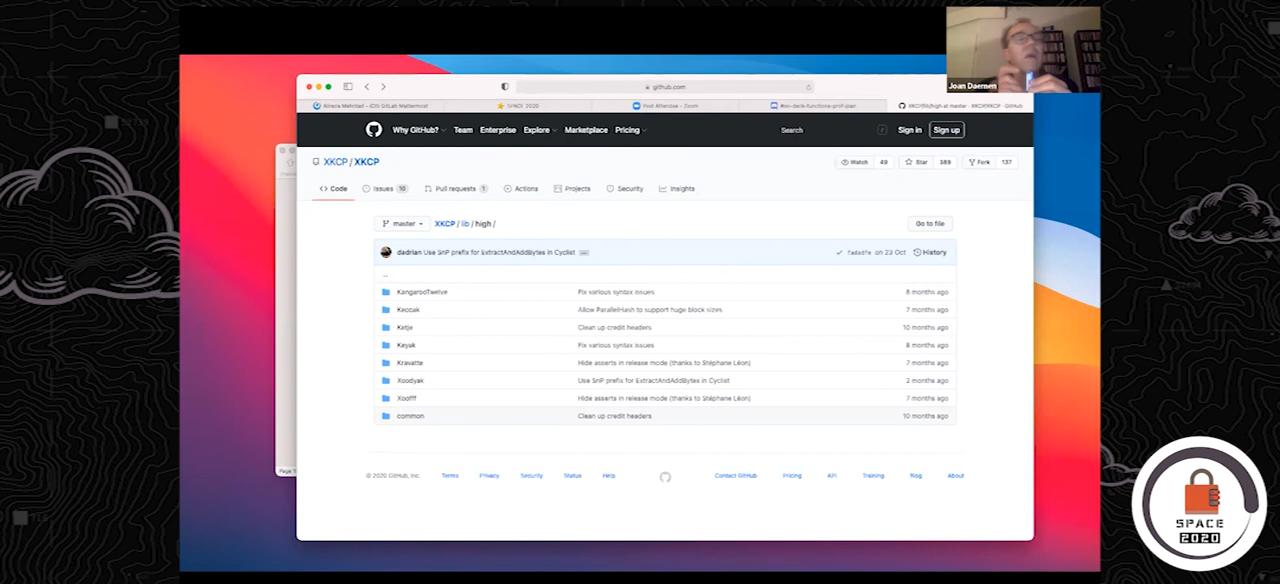 Joan Daemen
github.com
SPACE 2020
Post Attendee - Zoom
Why GitHub?
Team
Enterprise
Explore
Marketplace
Pricing
Search
Sign in
Sign up
XKCP / XKCP
Watch 49
Star 389
Fork 137
Code
Issues 10
Pull requests 1
Actions
Projects
Security
Insights
master
XKCP / lib / high /
Go to file
dadrian Use SnP prefix for ExtractAndAddBytes in Cyclist
on 23 Oct
History
..
KangarooTwelve Fix various syntax issues 8 months ago
Keccak Allow ParallelHash to support huge block sizes 7 months ago
Ketje Clean up credit headers 10 months ago
Keyak Fix various syntax issues 8 months ago
Kravatte Hide asserts in release mode (thanks to Stéphane Léon) 7 months ago
Xoodyak Use SnP prefix for ExtractAndAddBytes in Cyclist 2 months ago
Xoofff Hide asserts in release mode (thanks to Stéphane Léon) 7 months ago
common Clean up credit headers 10 months ago
© 2020 GitHub, Inc. Terms Privacy Security Status Help Contact GitHub Pricing API Training Blog About
SPACE
2020